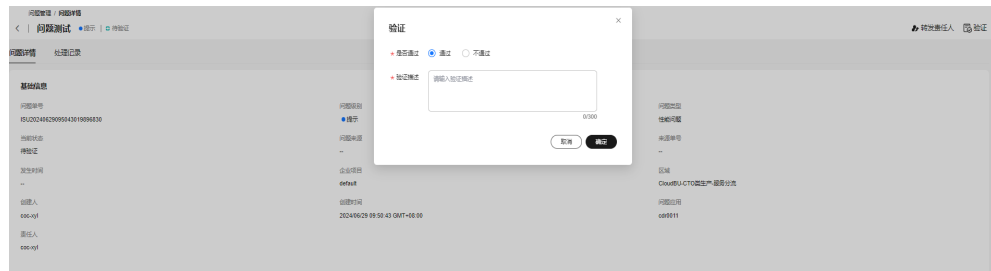 问题管理 / 问题详情
问题测试 提示 待验证
转发责任人 验证
问题详情 处理记录
验证
* 是否通过 通过 不通过
* 验证描述 请输入验证描述
0/300
取消 确定
基础信息
问题单号 问题级别 问题类型
ISU2024062909504301989683​0 提示 性能问题
当前状态 问题来源 来源单号
待验证 -- --
发生时间 企业项目 区域
-- default CloudBU-CTO类生产-服务分流
创建人 创建时间 问题应用
coc-xyl 2024/06/29 09:50:43 GMT+08:00 cdr0011
责任人
coc-xyl